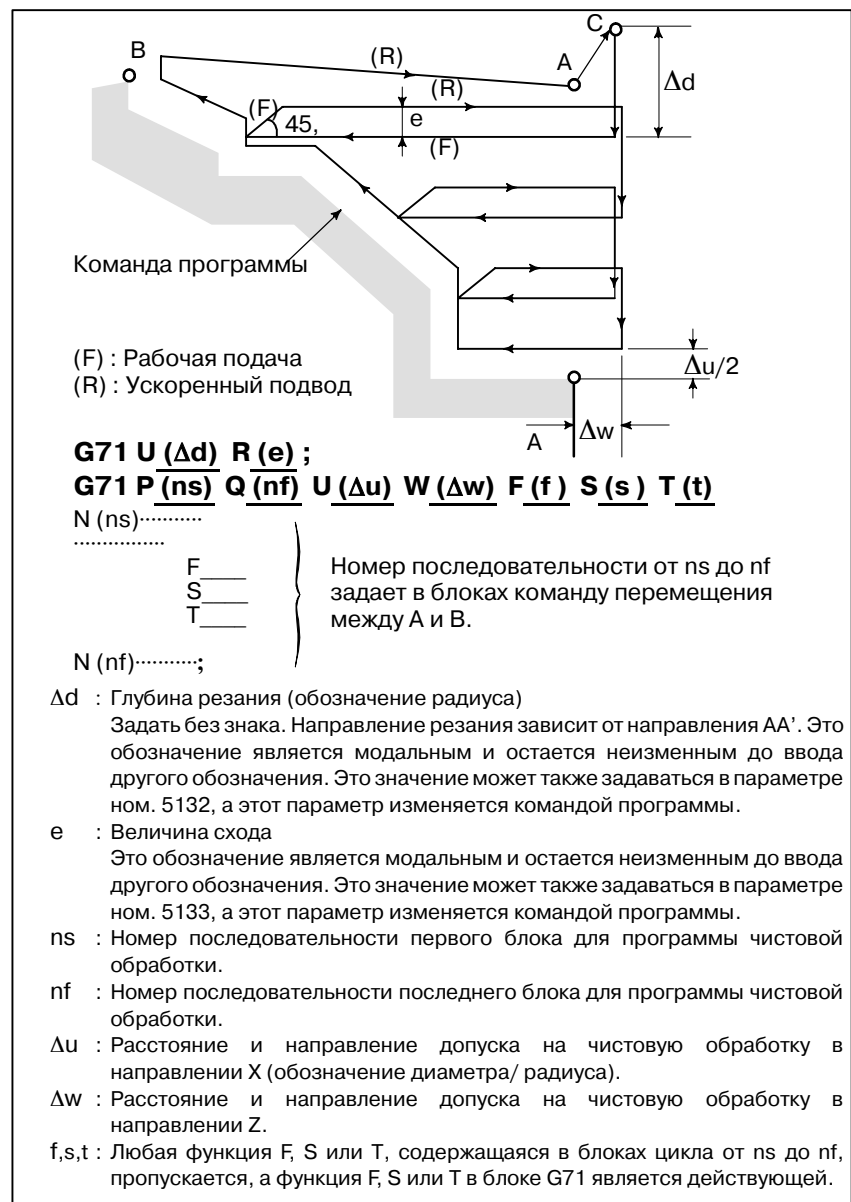 C
B
(R)
A
Δd
(R)
(F)
45,
e
(F)
Команда программы
(F) : Рабочая подача
(R) : Ускоренный подвод
Δu/2
A
Δw
G71 U (Δd) R (e) ;
G71 P (ns) Q (nf) U (Δu) W (Δw) F (f ) S (s ) T (t)
N (ns)···········
················
F____
S____
T____
Номер последовательности от ns до nf
задает в блоках команду перемещения
между A и B.
N (nf)···········;
Δd : Глубина резания (обозначение радиуса)
Задать без знака. Направление резания зависит от направления AA’. Это
обозначение является модальным и остается неизменным до ввода
другого обозначения. Это значение может также задаваться в параметре
ном. 5132, а этот параметр изменяется командой программы.
e : Величина схода
Это обозначение является модальным и остается неизменным до ввода
другого обозначения. Это значение может также задаваться в параметре
ном. 5133, а этот параметр изменяется командой программы.
ns : Номер последовательности первого блока для программы чистовой
обработки.
nf : Номер последовательности последнего блока для программы чистовой
обработки.
Δu : Расстояние и направление допуска на чистовую обработку в
направлении X (обозначение диаметра/ радиуса).
Δw : Расстояние и направление допуска на чистовую обработку в
направлении Z.
f,s,t : Любая функция F, S или T, содержащаяся в блоках цикла от ns до nf,
пропускается, а функция F, S или T в блоке G71 является действующей.